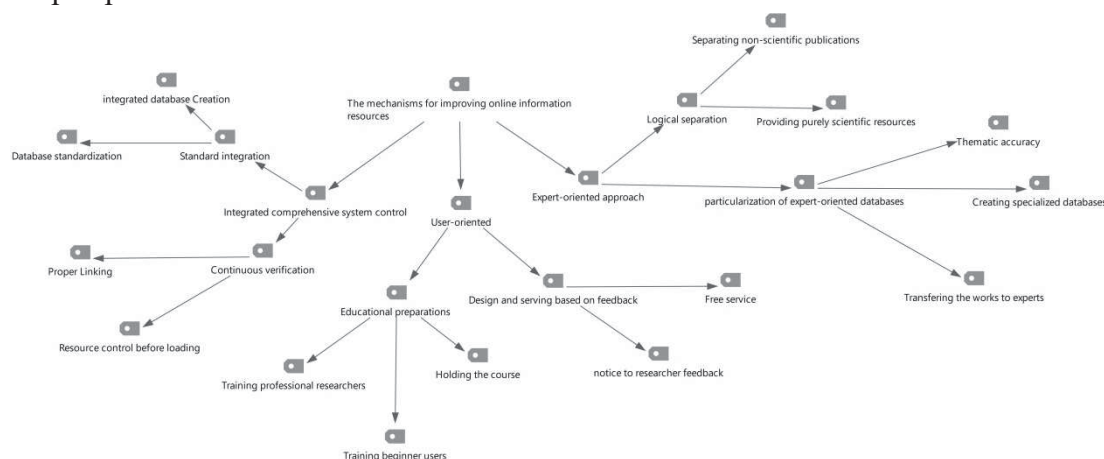 Separating non-scientific publications
integrated database Creation
The mechanisms for improving online information
resources
Logical separation
Providing purely scientific resources
Thematic accuracy
Database standardization
Standard integration
Expert-oriented approach
particularization of expert-oriented databases
Creating specialized databases
Integrated comprehensive system control
User-oriented
Proper Linking
Continuous verification
Design and serving based on feedback
Free service
Transfering the works to experts
Educational preparations
Resource control before loading
Training professional researchers
Holding the course
notice to researcher feedback
Training beginner users